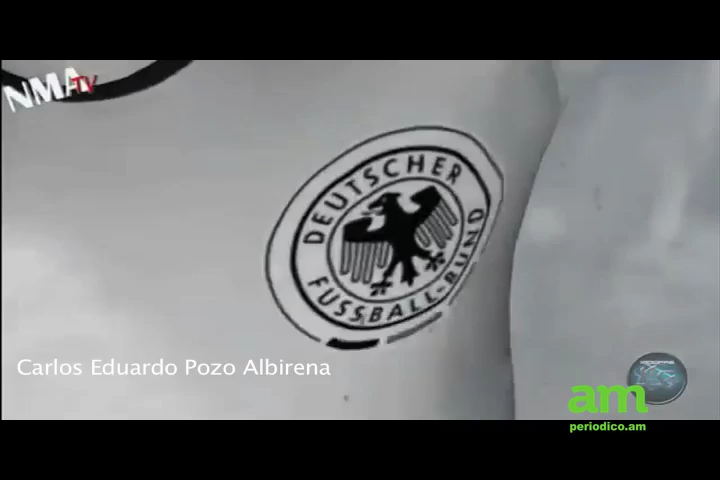 NMA TV
DEUTSCHER
FUSSBALL-BUND
Carlos Eduardo Pozo Albirena
am
periodico.am